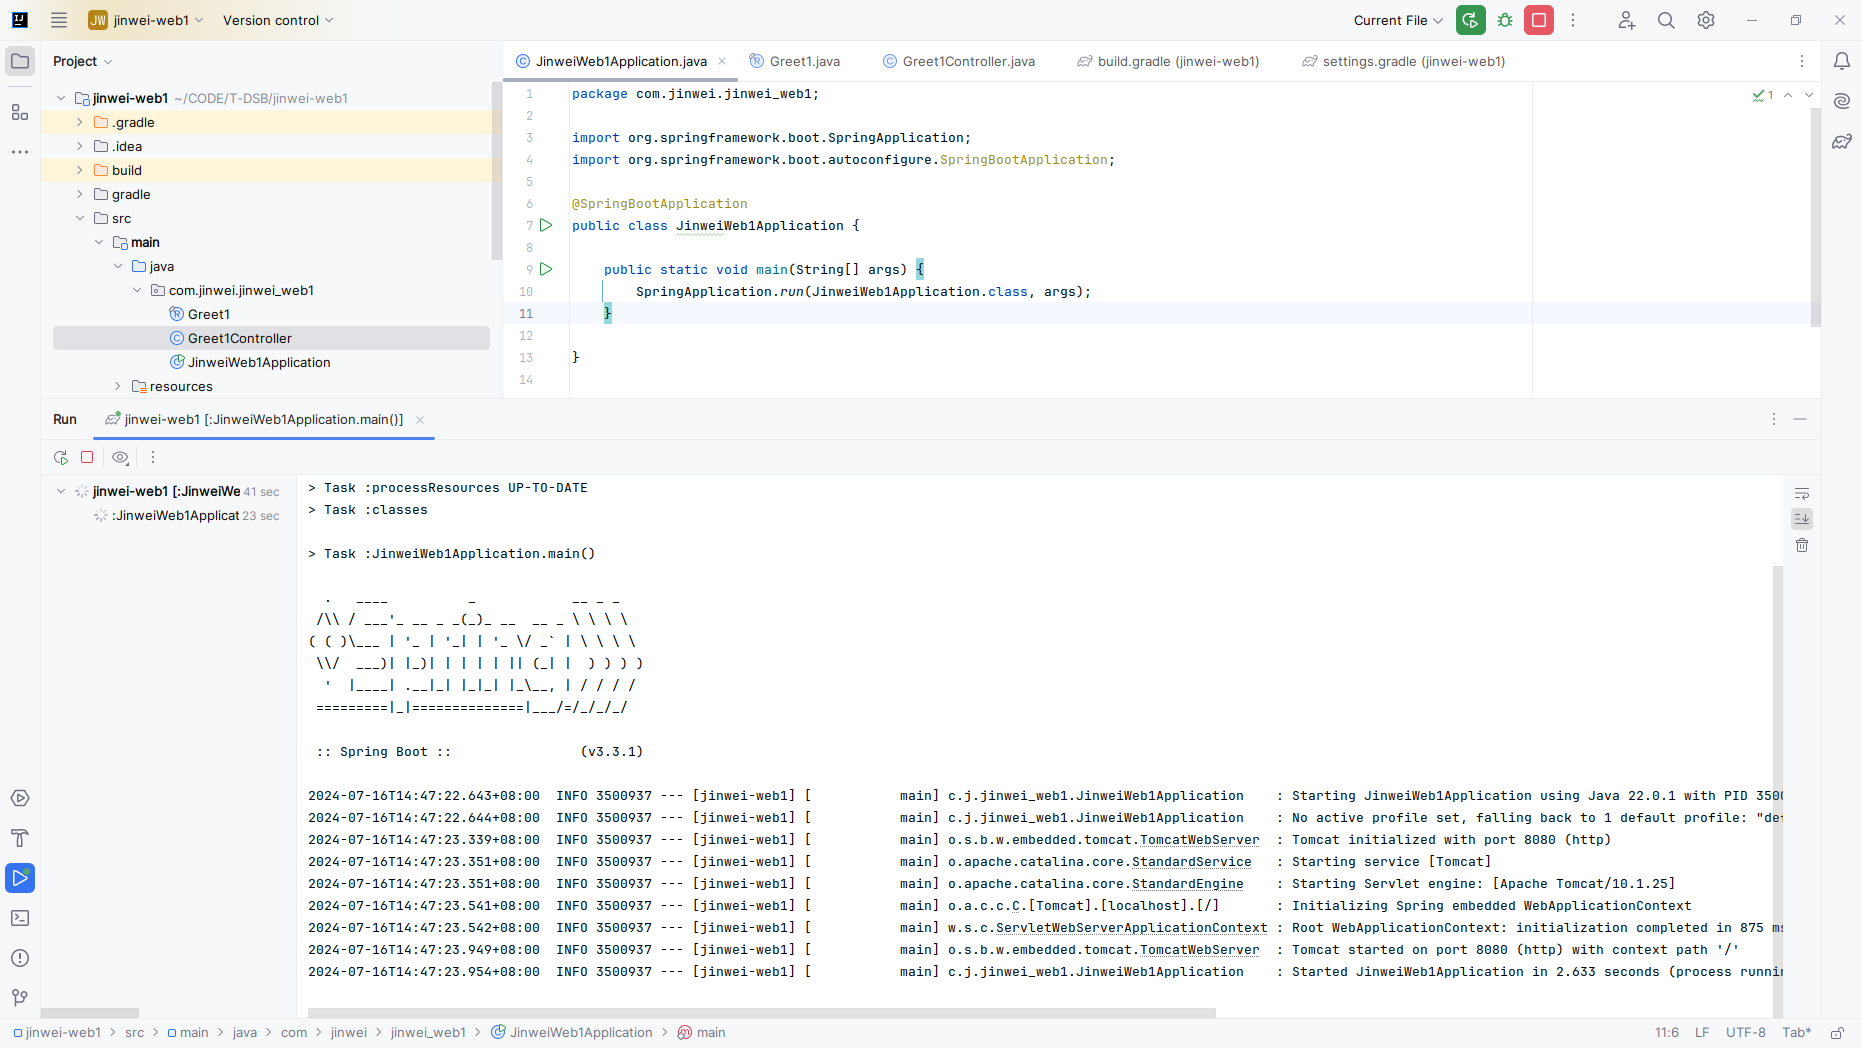 JW jinwei-web1 Version control Current File
Project
JinweiWeb1Application.java Greet1.java Greet1Controller.java build.gradle (jinwei-web1) settings.gradle (jinwei-web1)
jinwei-web1 ~/CODE/T-DSB/jinwei-web1
.gradle
.idea
build
gradle
src
main
java
com.jinwei.jinwei_web1
Greet1
Greet1Controller
JinweiWeb1Application
resources
1 package com.jinwei.jinwei_web1;
2
3 import org.springframework.boot.SpringApplication;
4 import org.springframework.boot.autoconfigure.SpringBootApplication;
5
6 @SpringBootApplication
7 public class JinweiWeb1Application {
8
9     public static void main(String[] args) {
10         SpringApplication.run(JinweiWeb1Application.class, args);
11     }
12
13 }
14
1
Run jinwei-web1 [:JinweiWeb1Application.main()]
jinwei-web1 [:JinweiWe 41 sec
:JinweiWeb1Applicat 23 sec
> Task :processResources UP-TO-DATE
> Task :classes
> Task :JinweiWeb1Application.main()
  .   ____          _            __ _ _
 /\\ / ___'_ __ _ _(_)_ __  __ _ \ \ \ \
( ( )\___ | '_ | '_| | '_ \/ _` | \ \ \ \
 \\/  ___)| |_)| | | | | || (_| |  ) ) ) )
  '  |____| .__|_| |_|_| |_\__, | / / / /
 =========|_|==============|___/=/_/_/_/
 :: Spring Boot ::                (v3.3.1)
2024-07-16T14:47:22.643+08:00  INFO 3500937 --- [jinwei-web1] [           main] c.j.jinwei_web1.JinweiWeb1Application    : Starting JinweiWeb1Application using Java 22.0.1 with PID 3500
2024-07-16T14:47:22.644+08:00  INFO 3500937 --- [jinwei-web1] [           main] c.j.jinwei_web1.JinweiWeb1Application    : No active profile set, falling back to 1 default profile: "def
2024-07-16T14:47:23.339+08:00  INFO 3500937 --- [jinwei-web1] [           main] o.s.b.w.embedded.tomcat.TomcatWebServer  : Tomcat initialized with port 8080 (http)
2024-07-16T14:47:23.351+08:00  INFO 3500937 --- [jinwei-web1] [           main] o.apache.catalina.core.StandardService   : Starting service [Tomcat]
2024-07-16T14:47:23.351+08:00  INFO 3500937 --- [jinwei-web1] [           main] o.apache.catalina.core.StandardEngine    : Starting Servlet engine: [Apache Tomcat/10.1.25]
2024-07-16T14:47:23.541+08:00  INFO 3500937 --- [jinwei-web1] [           main] o.a.c.c.C.[Tomcat].[localhost].[/]       : Initializing Spring embedded WebApplicationContext
2024-07-16T14:47:23.542+08:00  INFO 3500937 --- [jinwei-web1] [           main] w.s.c.ServletWebServerApplicationContext : Root WebApplicationContext: initialization completed in 875 ms
2024-07-16T14:47:23.949+08:00  INFO 3500937 --- [jinwei-web1] [           main] o.s.b.w.embedded.tomcat.TomcatWebServer  : Tomcat started on port 8080 (http) with context path '/'
2024-07-16T14:47:23.954+08:00  INFO 3500937 --- [jinwei-web1] [           main] c.j.jinwei_web1.JinweiWeb1Application    : Started JinweiWeb1Application in 2.633 seconds (process runnin
jinwei-web1 > src > main > java > com > jinwei > jinwei_web1 > JinweiWeb1Application > main 11:6 LF UTF-8 Tab*